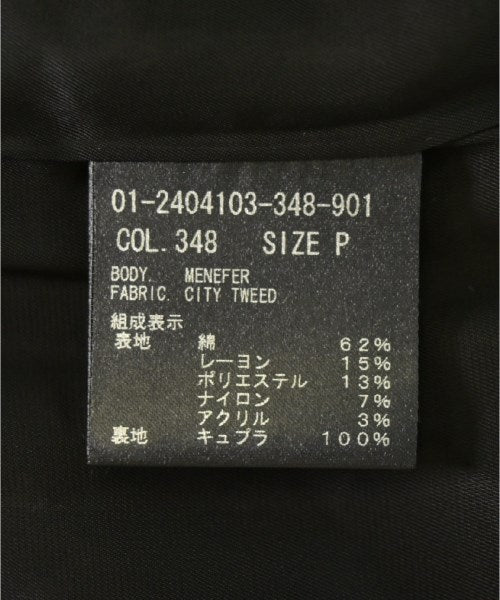 01-2404103-348-901
COL. 348 SIZE P
BODY. MENEFER
FABRIC. CITY TWEED
組成表示
表地 綿 62%
レーヨン 15%
ポリエステル 13%
ナイロン 7%
アクリル 3%
裏地 キュプラ 100%